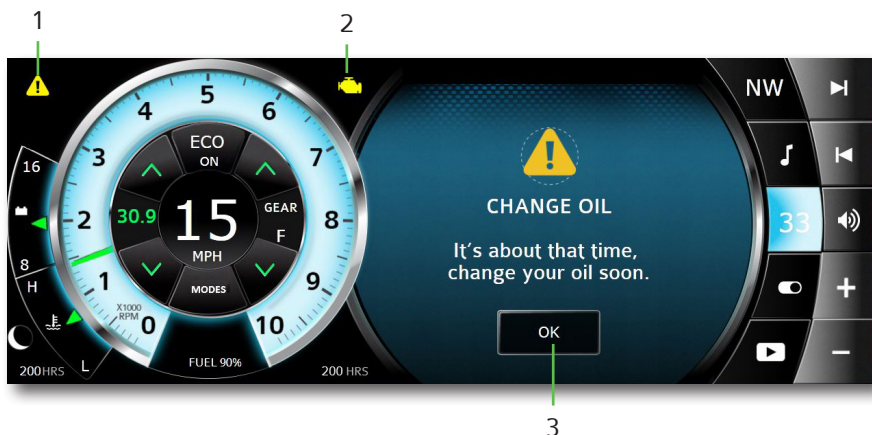 1
2
NW
4
5
6
3
7
ECO
ON
16
2
30.9
15
GEAR
F
8
33
MPH
8
H
1
MODES
9
X1000
RPM
0
10
L
FUEL 90%
200 HRS
200 HRS
CHANGE OIL
It's about that time,
change your oil soon.
OK
3